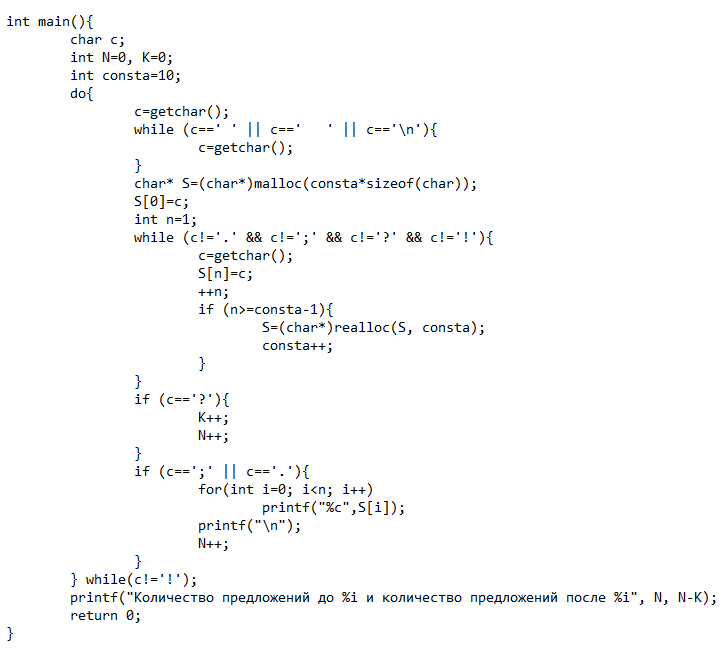 int main(){
        char c;
        int N=0, K=0;
        int consta=10;
        do{
                c=getchar();
                while (c==' ' || c=='   ' || c=='\n'){
                        c=getchar();
                }
                char* S=(char*)malloc(consta*sizeof(char));
                S[0]=c;
                int n=1;
                while (c!='.' && c!=';' && c!='?' && c!='!'){
                        c=getchar();
                        S[n]=c;
                        ++n;
                        if (n>=consta-1){
                                S=(char*)realloc(S, consta);
                                consta++;
                        }
                }
                if (c=='?'){
                        K++;
                        N++;
                }
                if (c==';' || c=='.'){
                        for(int i=0; i<n; i++)
                                printf("%c",S[i]);
                        printf("\n");
                        N++;
                }
        } while(c!='!');
        printf("Количество предложений до %i и количество предложений после %i", N, N-K);
        return 0;
}